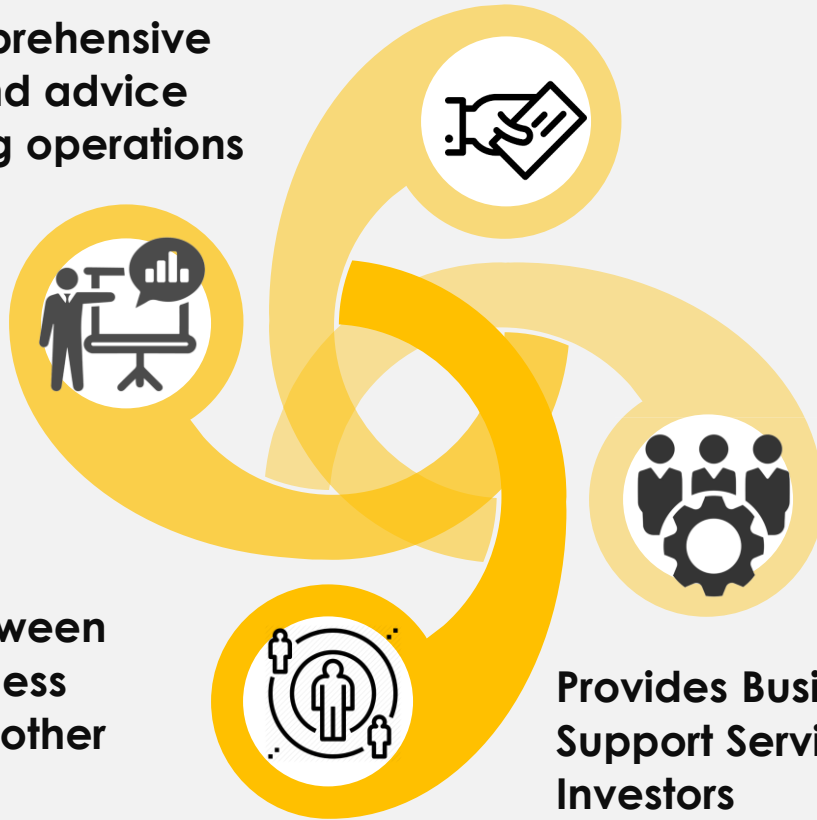 prehensive
nd advice
g operations
ween
ess
other
Provides Busi
Support Servi
Investors